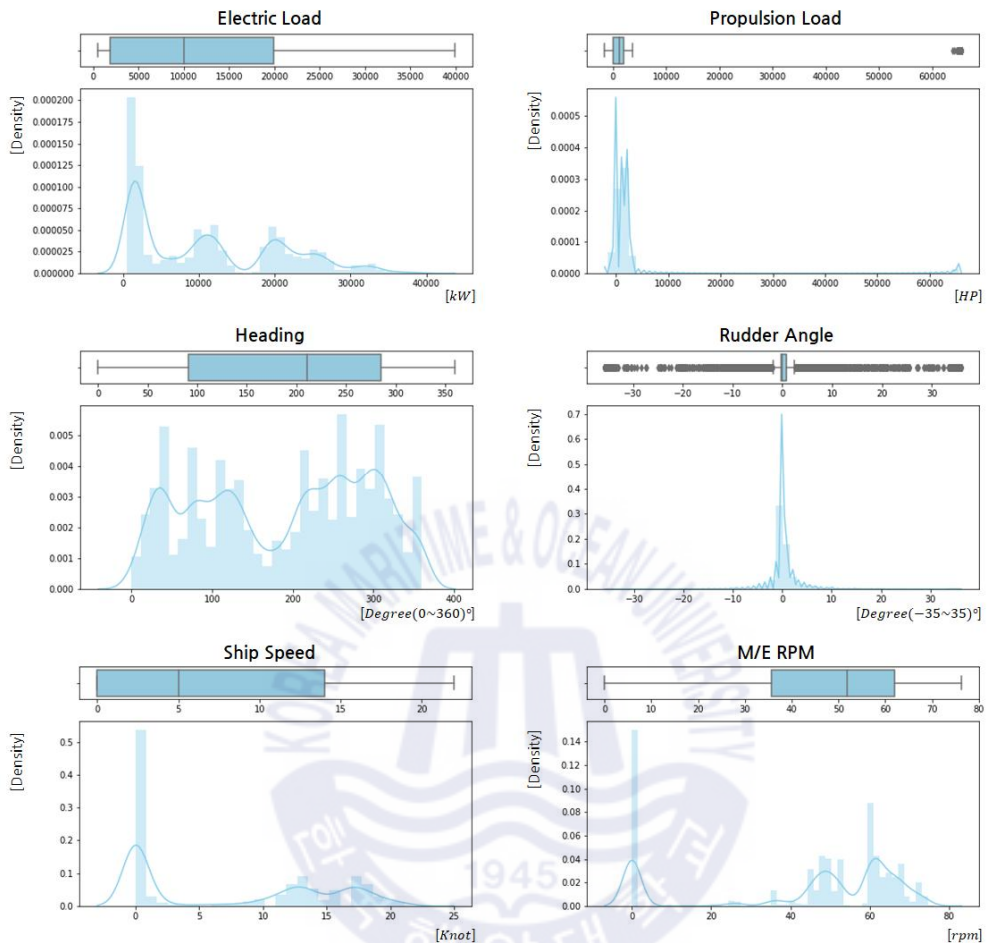 Electric Load
0 5000 10000 15000 20000 25000 30000 35000 40000
[Density]
0.000200
0.000175
0.000150
0.000125
0.000100
0.000075
0.000050
0.000025
0.000000
0 10000 20000 30000 40000
[kW]
Propulsion Load
0 10000 20000 30000 40000 50000 60000
[Density]
0.0005
0.0004
0.0003
0.0002
0.0001
0.0000
0 10000 20000 30000 40000 50000 60000
[HP]
Heading
0 50 100 150 200 250 300 350
[Density]
0.005
0.004
0.003
0.002
0.001
0.000
0 100 200 300 400
[Degree(0~360)°]
Rudder Angle
−30 −20 −10 0 10 20 30
[Density]
0.7
0.6
0.5
0.4
0.3
0.2
0.1
0.0
−30 −20 −10 0 10 20 30
[Degree(−35~35)°]
Ship Speed
0 5 10 15 20
[Density]
0.5
0.4
0.3
0.2
0.1
0.0
0 5 10 15 20 25
[Knot]
M/E RPM
0 10 20 30 40 50 60 70 80
[Density]
0.14
0.12
0.10
0.08
0.06
0.04
0.02
0.00
0 20 40 60 80
[rpm]
KOREA MARITIME & OCEAN UNIVERSITY
1945